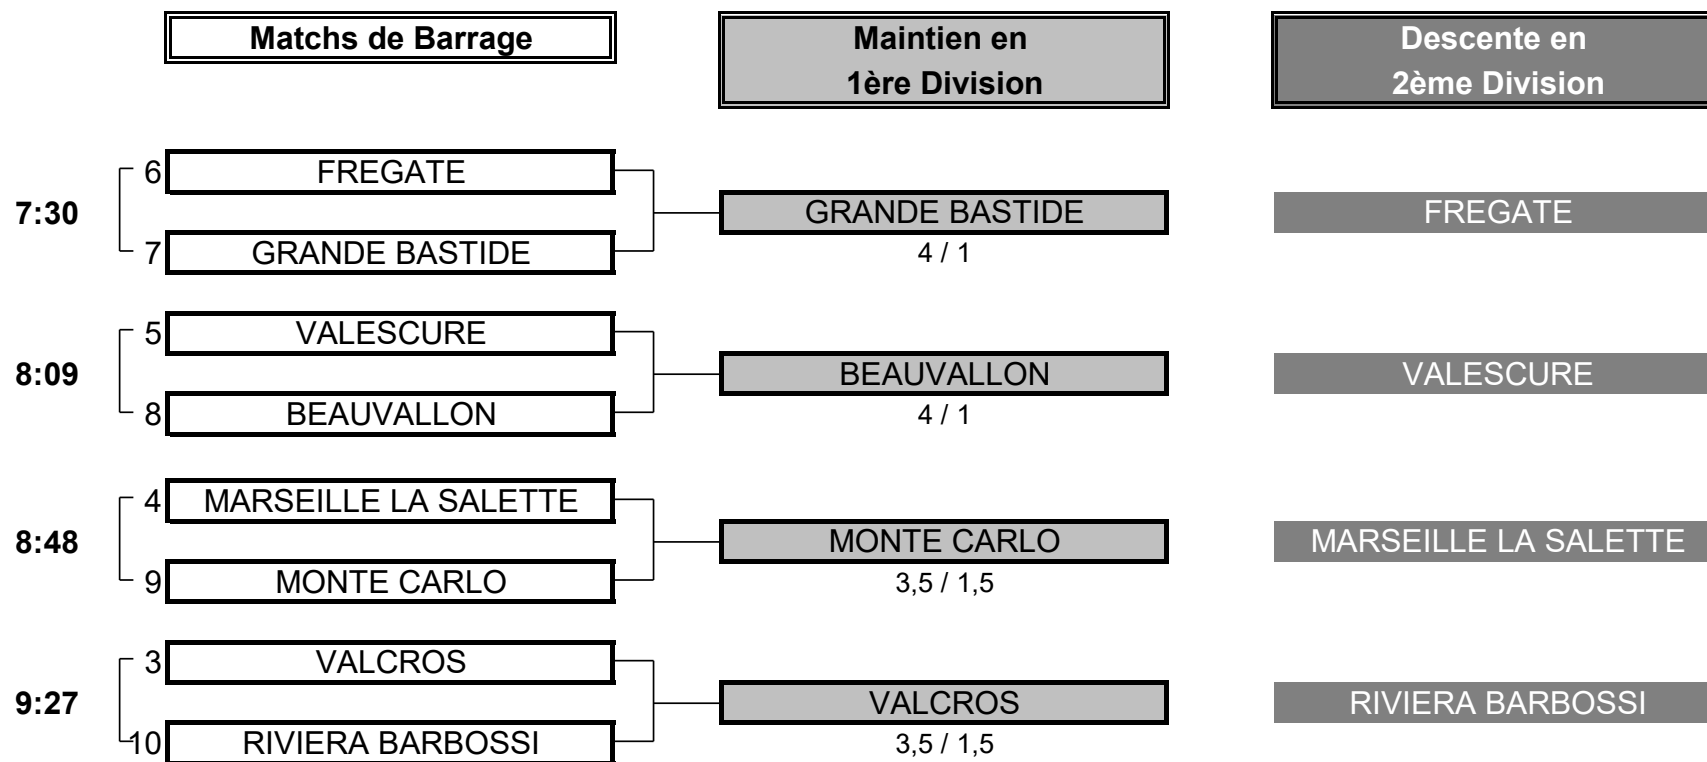 Matchs de Barrage
Maintien en
1ère Division
Descente en
2ème Division
6 FREGATE
7:30 GRANDE BASTIDE FREGATE
7 GRANDE BASTIDE 4 / 1
5 VALESCURE
8:09 BEAUVALLON VALESCURE
8 BEAUVALLON 4 / 1
4 MARSEILLE LA SALETTE
8:48 MONTE CARLO MARSEILLE LA SALETTE
9 MONTE CARLO 3,5 / 1,5
3 VALCROS
9:27 VALCROS RIVIERA BARBOSSI
10 RIVIERA BARBOSSI 3,5 / 1,5